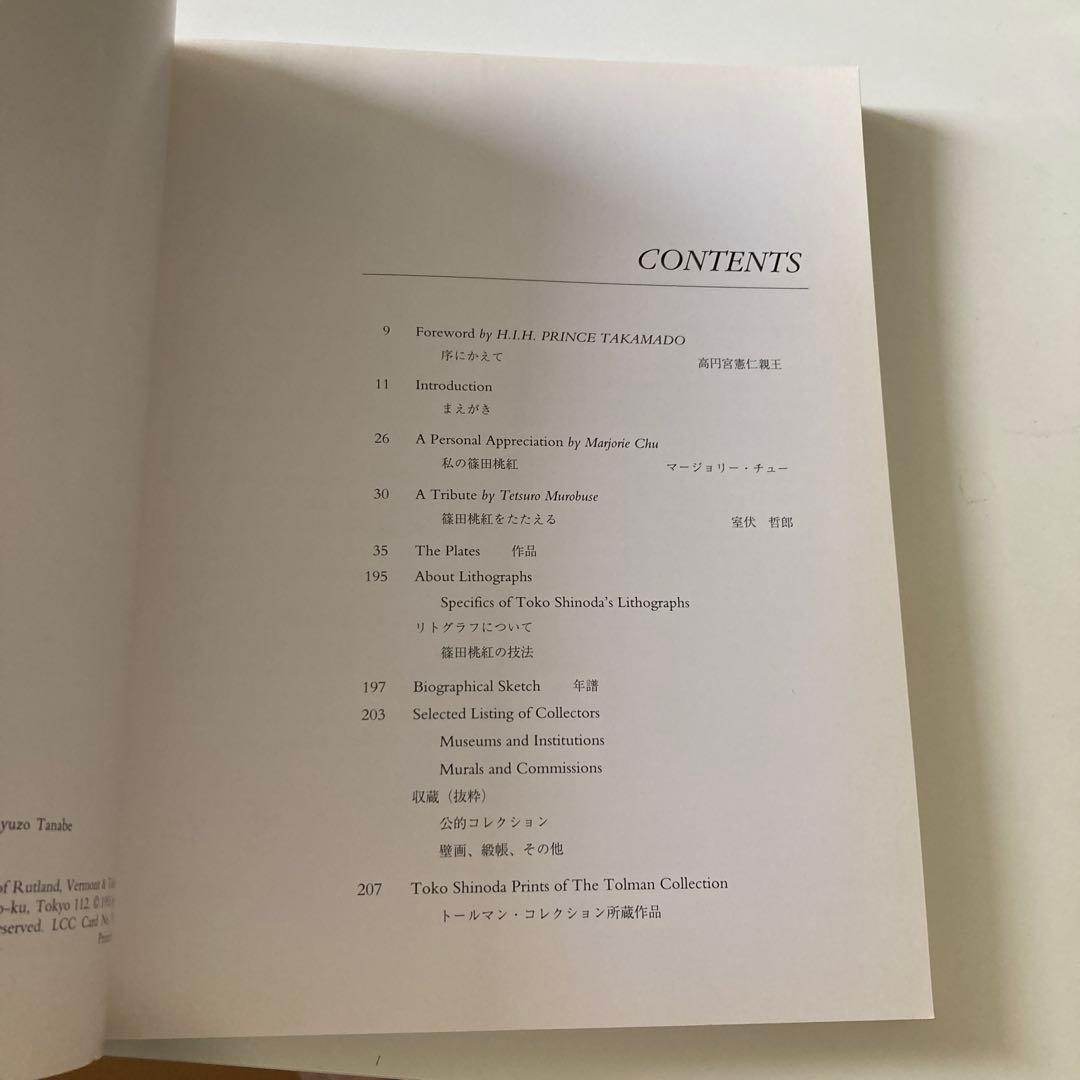 CONTENTS
9 Foreword by H.I.H. PRINCE TAKAMADO
序にかえて 高円宮憲仁親王
11 Introduction
まえがき
26 A Personal Appreciation by Marjorie Chu
私の篠田桃紅 マージョリー・チュー
30 A Tribute by Tetsuro Murobuse
篠田桃紅をたたえる 室伏 哲郎
35 The Plates 作品
195 About Lithographs
Specifics of Toko Shinoda's Lithographs
リトグラフについて
篠田桃紅の技法
197 Biographical Sketch 年譜
203 Selected Listing of Collectors
Museums and Institutions
Murals and Commissions
収蔵（抜粋）
公的コレクション
壁画、緞帳、その他
207 Toko Shinoda Prints of The Tolman Collection
トールマン・コレクション所蔵作品
yuzo Tanabe
of Rutland, Vermont &
o-ku, Tokyo 112.
served. LCC Card